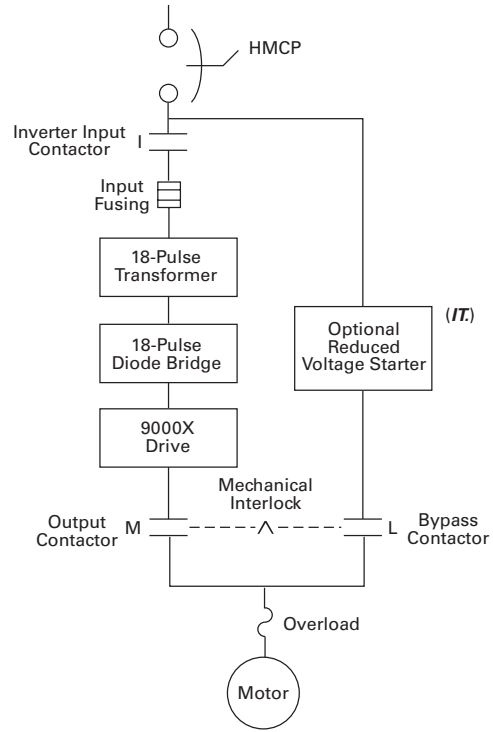 HMCP
Inverter Input
Contactor
I
Input
Fusing
18-Pulse
Transformer
18-Pulse
Diode Bridge
9000X
Drive
Optional
Reduced
Voltage Starter
(IT.)
Mechanical
Interlock
Output
Contactor
M
L
Bypass
Contactor
Overload
Motor